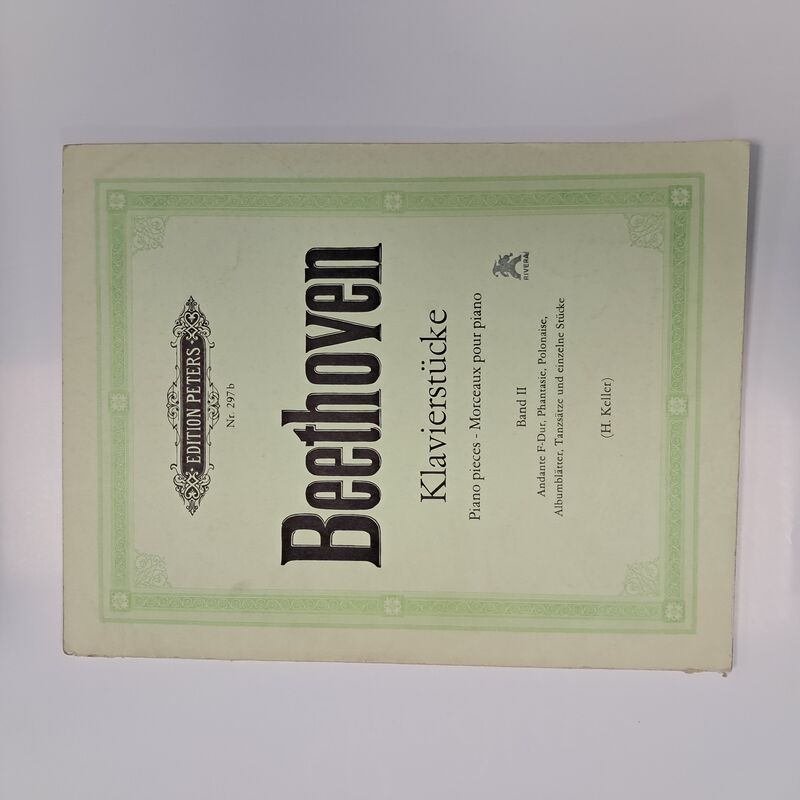 EDITION PETERS
Nr. 297b
Beethoven
Klavierstücke
Piano pieces - Morceaux pour piano
RIVERA
Band II
Andante F-Dur, Phantasie, Polonaise,
Albumblätter, Tanzsätze und einzelne Stücke
(H. Keller)